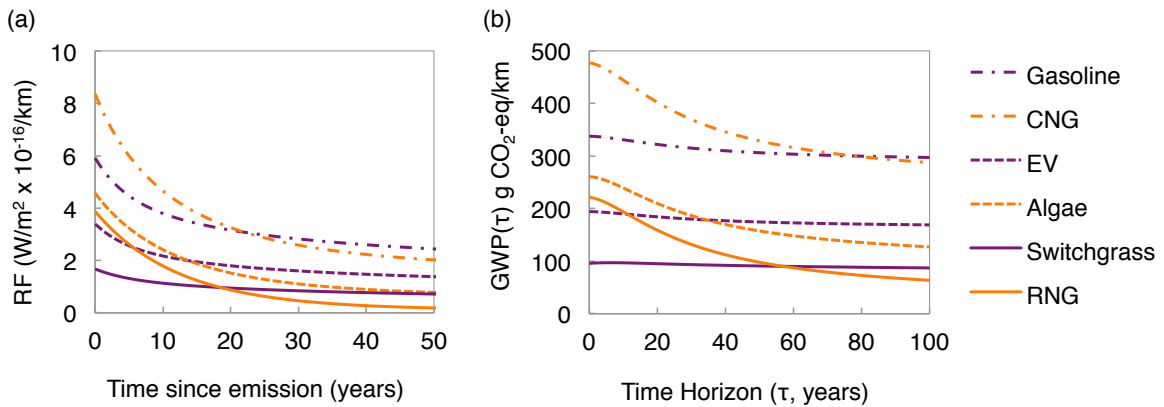 (a)
RF (W/m² x 10⁻¹⁶/km)
10
8
6
4
2
0
0 10 20 30 40 50
Time since emission (years)
(b)
GWP(τ) g CO₂-eq/km
500
400
300
200
100
0
0 20 40 60 80 100
Time Horizon (τ, years)
Gasoline
CNG
EV
Algae
Switchgrass
RNG